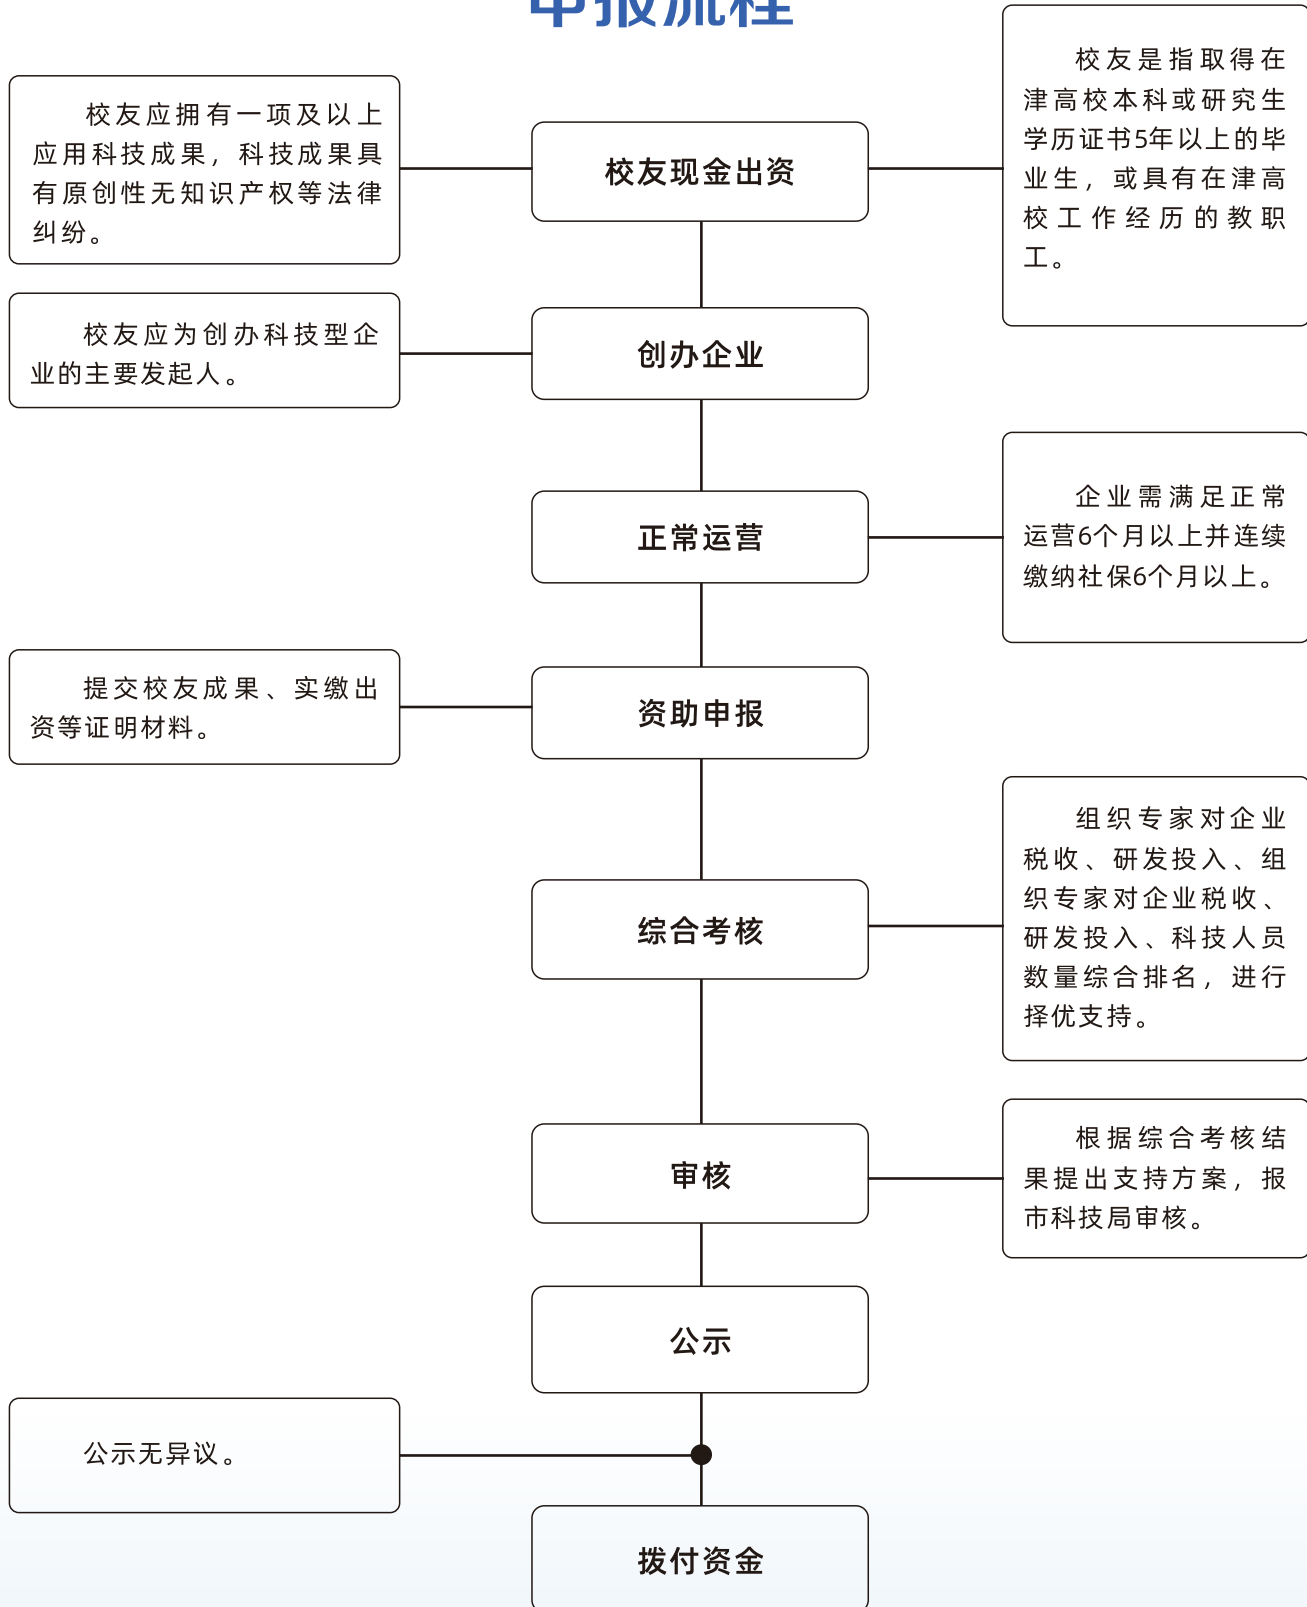 申报流程
校友应拥有一项及以上
应用科技成果，科技成果具
有原创性无知识产权等法律
纠纷。
校友现金出资
校友是指取得在
津高校本科或研究生
学历证书5年以上的毕
业生，或具有在津高
校工作经历的教职
工。
校友应为创办科技型企
业的主要发起人。
创办企业
正常运营
企业需满足正常
运营6个月以上并连续
缴纳社保6个月以上。
提交校友成果、实缴出
资等证明材料。
资助申报
综合考核
组织专家对企业
税收、研发投入、组
织专家对企业税收、
研发投入、科技人员
数量综合排名，进行
择优支持。
审核
根据综合考核结
果提出支持方案，报
市科技局审核。
公示
公示无异议。
拨付资金